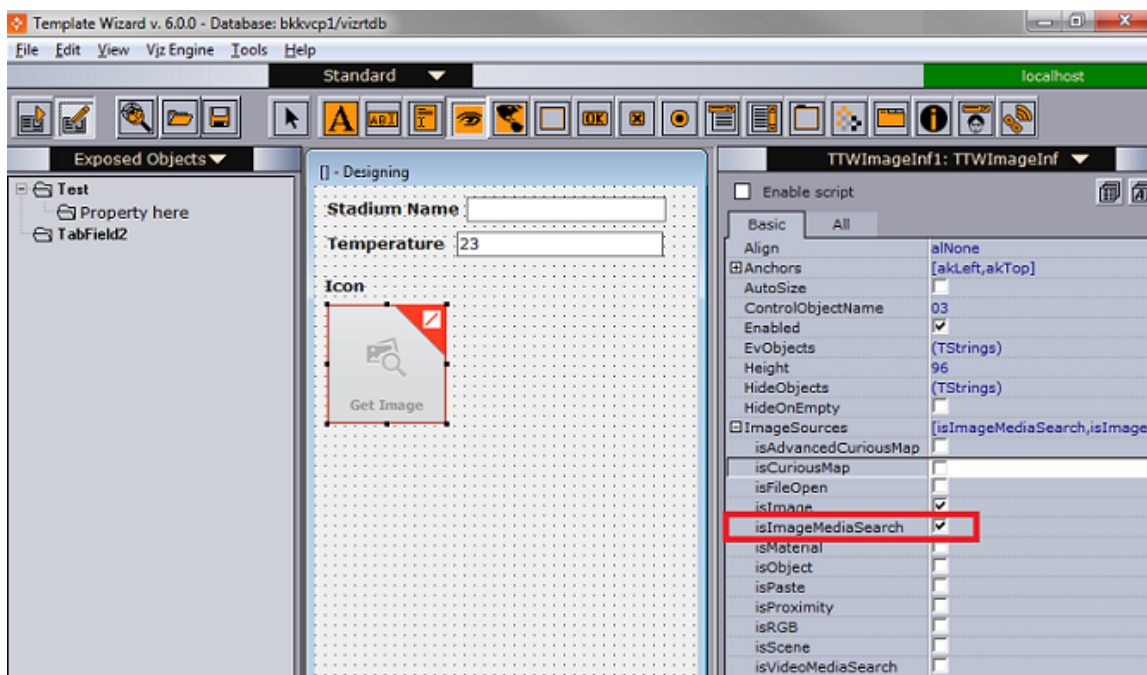 Template Wizard v. 6.0.0 - Database: bkkvcp1/vizrtdb
File Edit View Viz Engine Tools Help
Standard
localhost
A ABI OK
Exposed Objects
Test
Property here
TabField2
[] - Designing
Stadium Name
Temperature 23
Icon
Get Image
TTWImageInf1: TTWImageInf
Enable script
Basic All
Align alNone
Anchors [akLeft,akTop]
AutoSize
ControlObjectName 03
Enabled
EvObjects (TStrings)
Height 96
HideObjects (TStrings)
HideOnEmpty
ImageSources [isImageMediaSearch,isImage
isAdvancedCuriousMap
isCuriousMap
isFileOpen
isImage
isImageMediaSearch
isMaterial
isObject
isPaste
isProximity
isRGB
isScene
isVideoMediaSearch